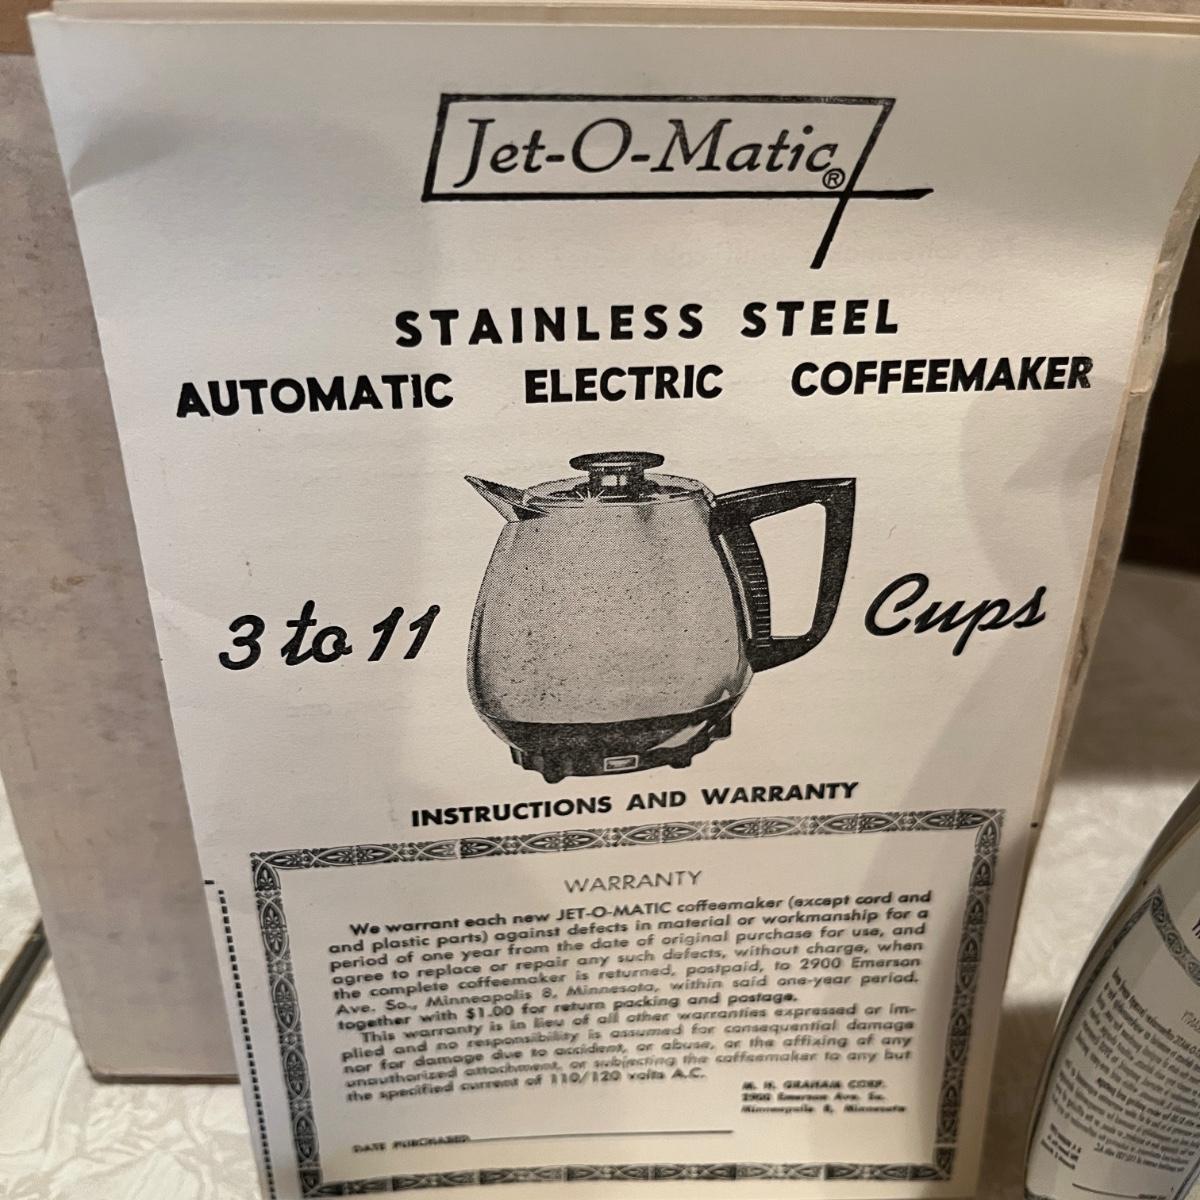 Jet-O-Matic®
STAINLESS STEEL
AUTOMATIC ELECTRIC COFFEEMAKER
3 to 11 Cups
INSTRUCTIONS AND WARRANTY
WARRANTY
We warrant each new JET-O-MATIC coffeemaker (except cord and
and plastic parts) against defects in material or workmanship for a
period of one year from the date of original purchase for use, and
agree to replace or repair any such defects, without charge, when
the complete coffeemaker is returned, postpaid, to 2900 Emerson
Ave. So., Minneapolis 8, Minnesota, within said one-year period,
together with $1.00 for return packing and postage.
This warranty is in lieu of all other warranties expressed or im-
plied and no responsibility is assumed for consequential damage
nor for damage due to accident, or abuse, or the affixing of any
unauthorized attachment, or subjecting the coffeemaker to any but
the specified current of 110/120 volts A.C.
M. H. GRAHAM CORP.
2900 Emerson Ave. So.
Minneapolis 8, Minnesota
DATE PURCHASED